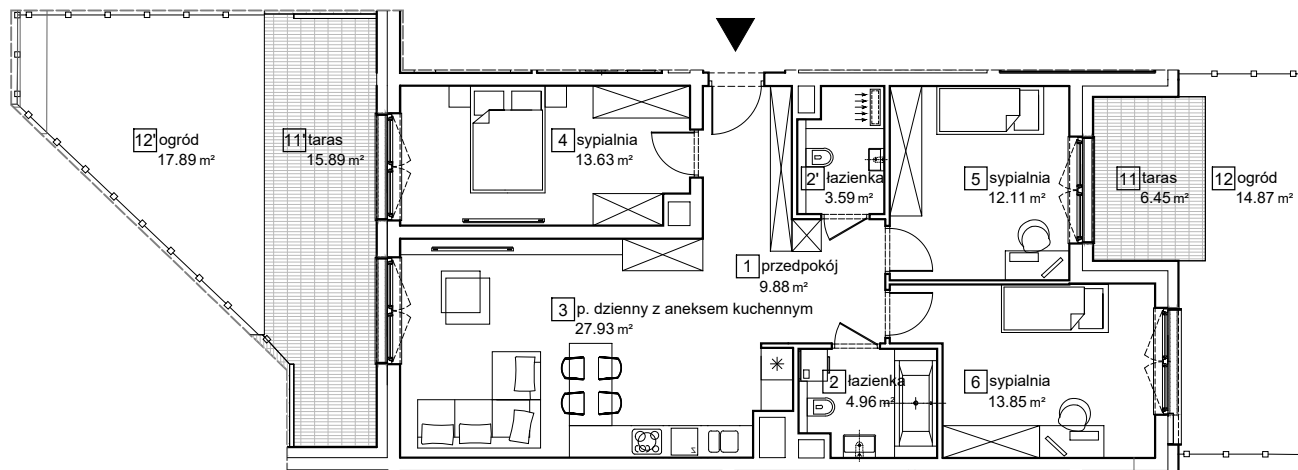 12' ogród
17.89 m²
11' taras
15.89 m²
4 sypialnia
13.63 m²
2' łazienka
3.59 m²
5 sypialnia
12.11 m²
11 taras
6.45 m²
12 ogród
14.87 m²
1 przedpokój
9.88 m²
3 p. dzienny z aneksem kuchennym
27.93 m²
2 łazienka
4.96 m²
6 sypialnia
13.85 m²
Z